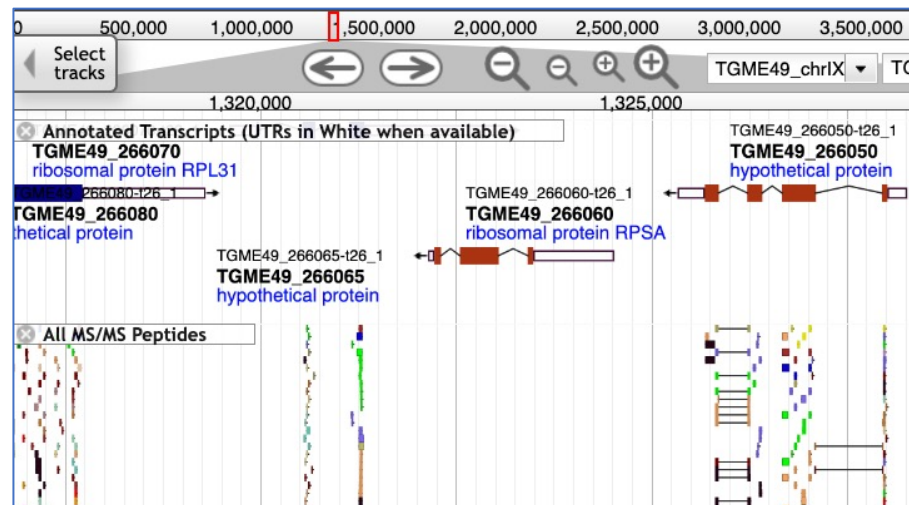 0 500,000 1,000,000 1,500,000 2,000,000 2,500,000 3,000,000 3,500,000
Select
tracks
TGME49_chrIX
1,320,000 1,325,000
Annotated Transcripts (UTRs in White when available)
TGME49_266050-t26_1
TGME49_266070
TGME49_266050
ribosomal protein RPL31
hypothetical protein
TGME49_266080-t26_1
TGME49_266060-t26_1
TGME49_266080
TGME49_266060
thetical protein
ribosomal protein RPSA
TGME49_266065-t26_1
TGME49_266065
hypothetical protein
All MS/MS Peptides